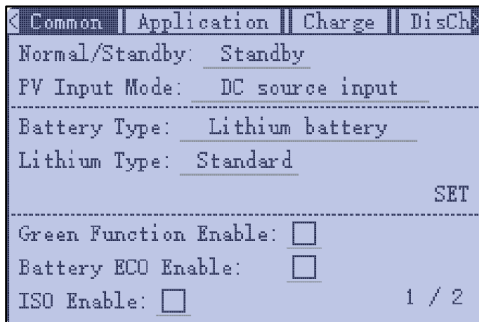 Common Application Charge DisCh
Normal/Standby: Standby
PV Input Mode: DC source input
Battery Type: Lithium battery
Lithium Type: Standard
SET
Green Function Enable:
Battery ECO Enable:
ISO Enable:
1 / 2